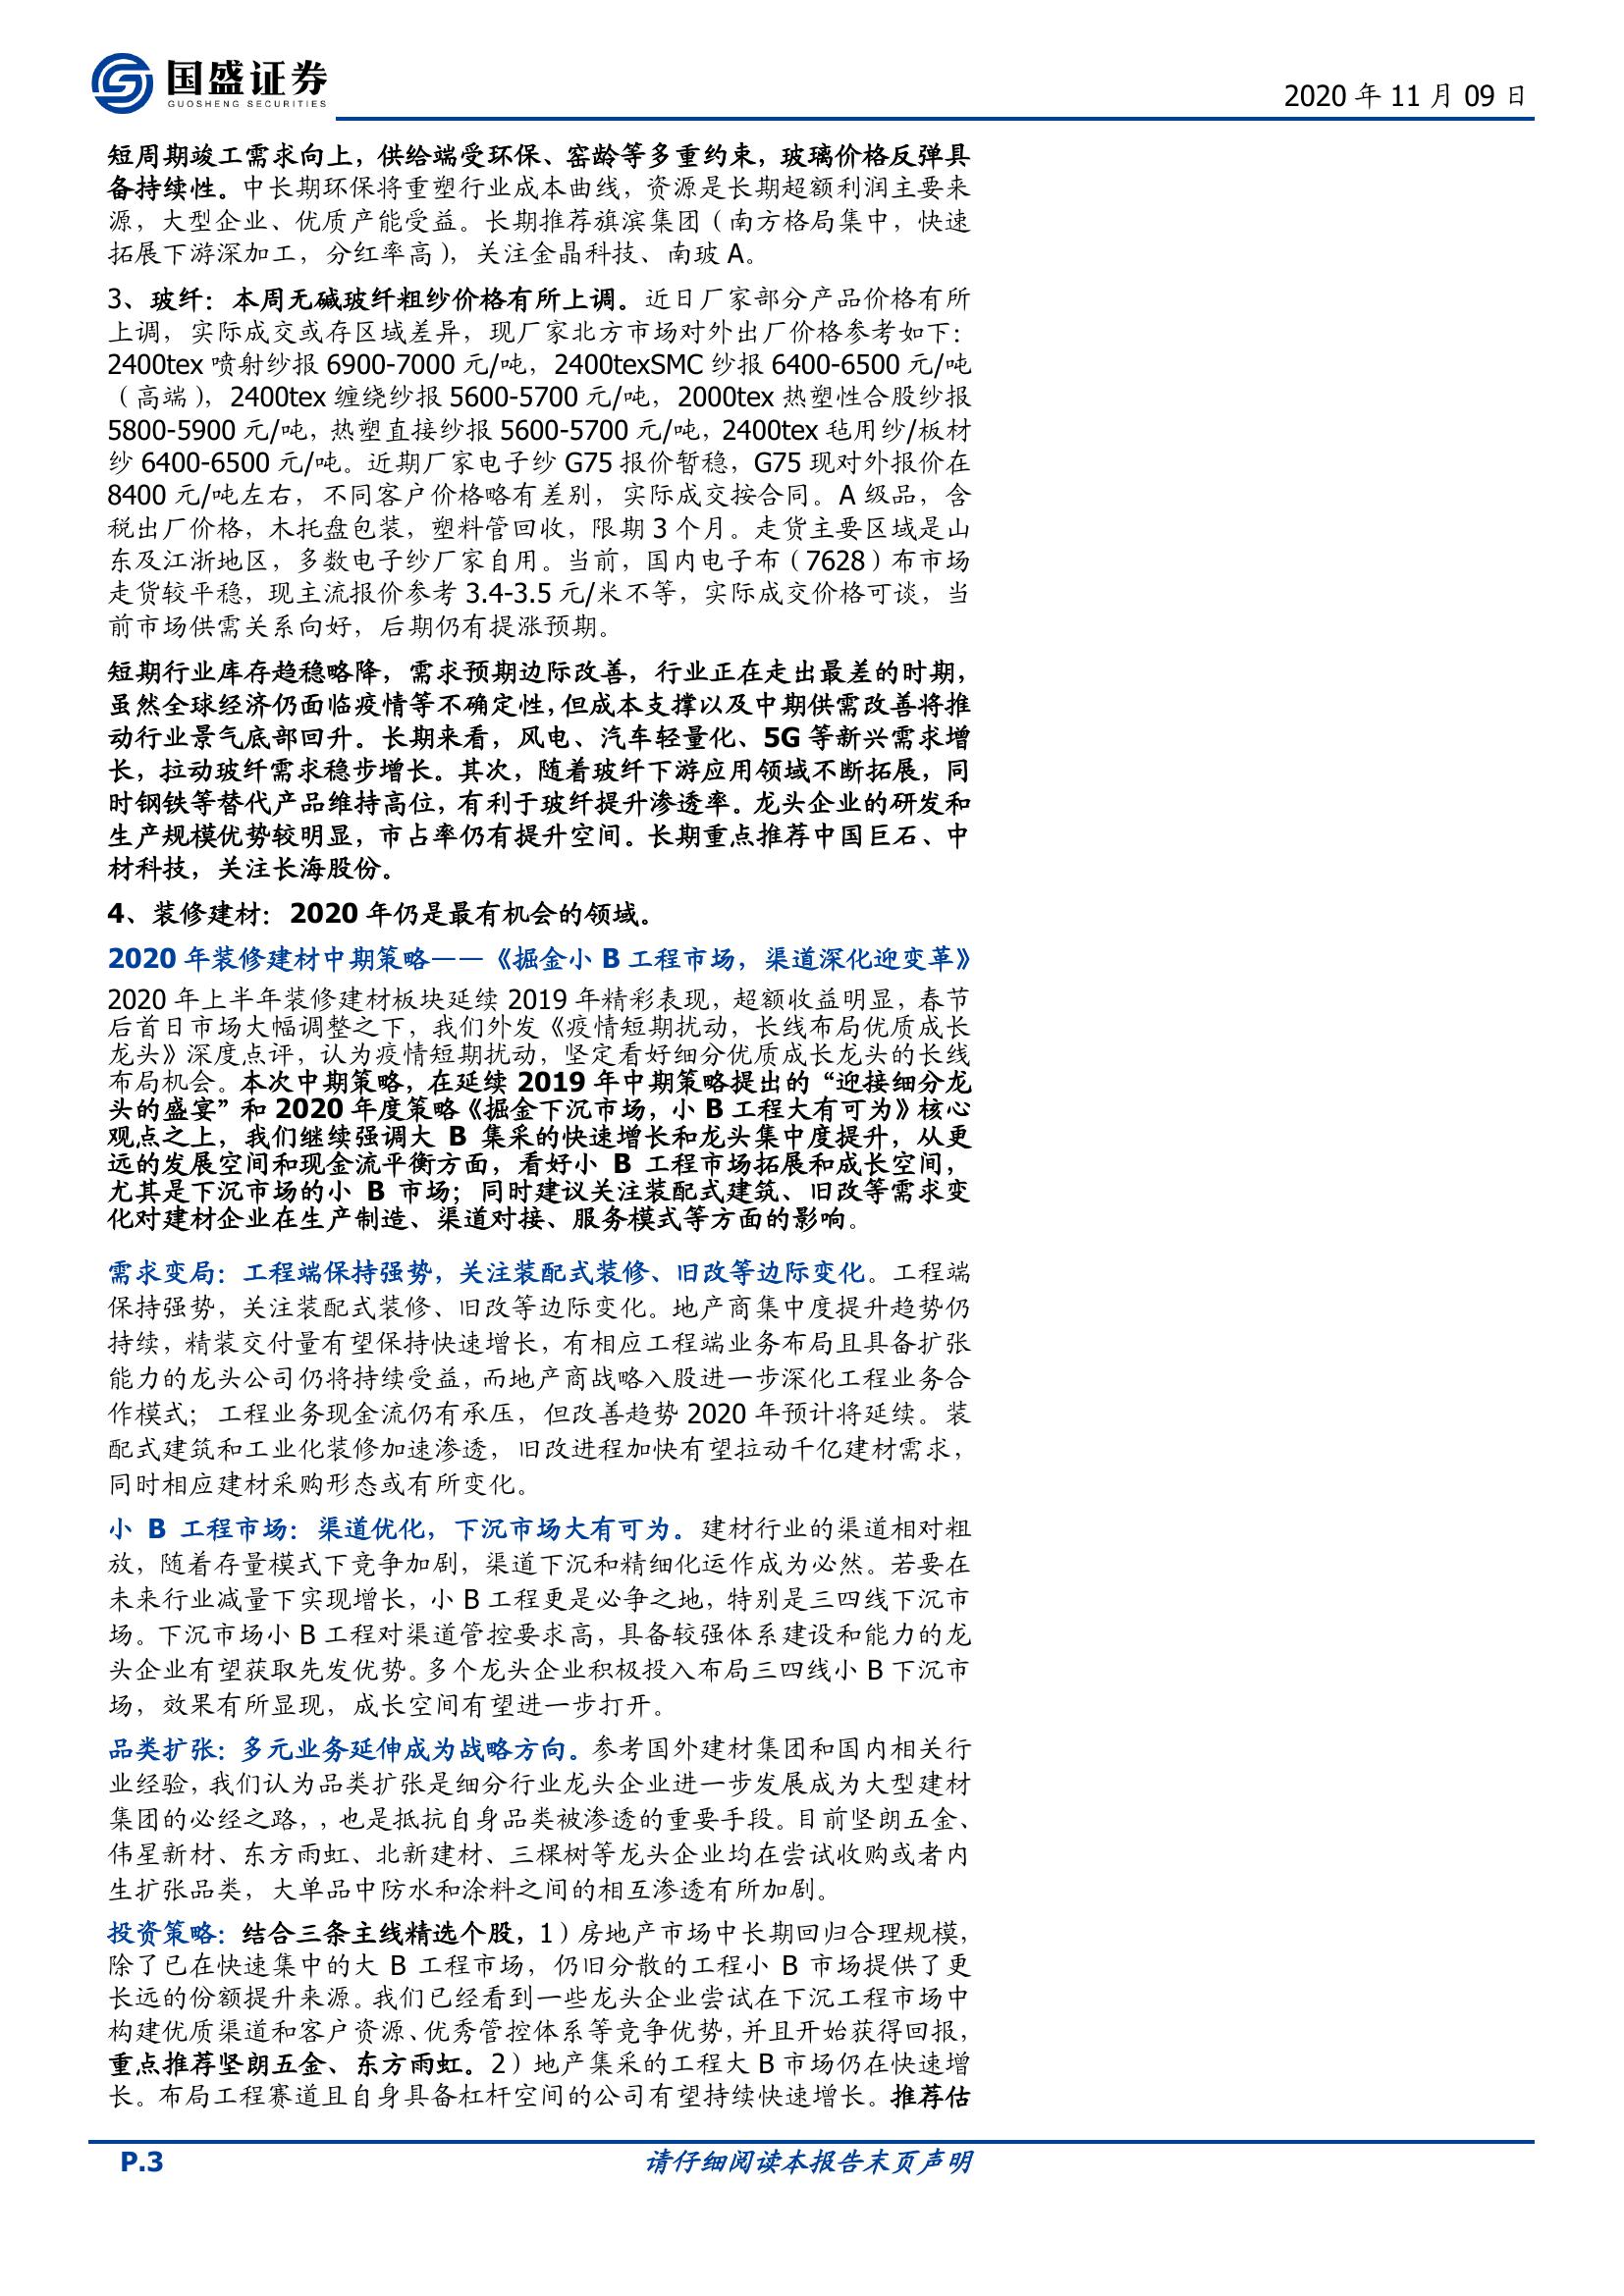 国盛证券
GUOSHENG SECURITIES
2020 年 11 月 09 日
短周期竣工需求向上，供给端受环保、窑龄等多重约束，玻璃价格反弹具
备持续性。中长期环保将重塑行业成本曲线，资源是长期超额利润主要来
源，大型企业、优质产能受益。长期推荐旗滨集团（南方格局集中，快速
拓展下游深加工，分红率高），关注金晶科技、南玻 A。
3、玻纤：本周无碱玻纤粗纱价格有所上调。近日厂家部分产品价格有所
上调，实际成交或存区域差异，现厂家北方市场对外出厂价格参考如下：
2400tex 喷射纱报 6900-7000 元/吨，2400texSMC 纱报 6400-6500 元/吨
（高端），2400tex 缠绕纱报 5600-5700 元/吨，2000tex 热塑性合股纱报
5800-5900 元/吨，热塑直接纱报 5600-5700 元/吨，2400tex 毡用纱/板材
纱 6400-6500 元/吨。近期厂家电子纱 G75 报价暂稳，G75 现对外报价在
8400 元/吨左右，不同客户价格略有差别，实际成交按合同。A 级品，含
税出厂价格，木托盘包装，塑料管回收，限期 3 个月。走货主要区域是山
东及江浙地区，多数电子纱厂家自用。当前，国内电子布（7628）布市场
走货较平稳，现主流报价参考 3.4-3.5 元/米不等，实际成交价格可谈，当
前市场供需关系向好，后期仍有提涨预期。
短期行业库存趋稳略降，需求预期边际改善，行业正在走出最差的时期，
虽然全球经济仍面临疫情等不确定性，但成本支撑以及中期供需改善将推
动行业景气底部回升。长期来看，风电、汽车轻量化、5G 等新兴需求增
长，拉动玻纤需求稳步增长。其次，随着玻纤下游应用领域不断拓展，同
时钢铁等替代产品维持高位，有利于玻纤提升渗透率。龙头企业的研发和
生产规模优势较明显，市占率仍有提升空间。长期重点推荐中国巨石、中
材科技，关注长海股份。
4、装修建材：2020 年仍是最有机会的领域。
2020 年装修建材中期策略——《掘金小 B 工程市场，渠道深化迎变革》
2020 年上半年装修建材板块延续 2019 年精彩表现，超额收益明显，春节
后首日市场大幅调整之下，我们外发《疫情短期扰动，长线布局优质成长
龙头》深度点评，认为疫情短期扰动，坚定看好细分优质成长龙头的长线
布局机会。本次中期策略，在延续 2019 年中期策略提出的“迎接细分龙
头的盛宴”和 2020 年度策略《掘金下沉市场，小 B 工程大有可为》核心
观点之上，我们继续强调大 B 集采的快速增长和龙头集中度提升，从更
远的发展空间和现金流平衡方面，看好小 B 工程市场拓展和成长空间，
尤其是下沉市场的小 B 市场；同时建议关注装配式建筑、旧改等需求变
化对建材企业在生产制造、渠道对接、服务模式等方面的影响。
需求变局：工程端保持强势，关注装配式装修、旧改等边际变化。工程端
保持强势，关注装配式装修、旧改等边际变化。地产商集中度提升趋势仍
持续，精装交付量有望保持快速增长，有相应工程端业务布局且具备扩张
能力的龙头公司仍将持续受益，而地产商战略入股进一步深化工程业务合
作模式；工程业务现金流仍有承压，但改善趋势 2020 年预计将延续。装
配式建筑和工业化装修加速渗透，旧改进程加快有望拉动千亿建材需求，
同时相应建材采购形态或有所变化。
小 B 工程市场：渠道优化，下沉市场大有可为。建材行业的渠道相对粗
放，随着存量模式下竞争加剧，渠道下沉和精细化运作成为必然。若要在
未来行业减量下实现增长，小 B 工程更是必争之地，特别是三四线下沉市
场。下沉市场小 B 工程对渠道管控要求高，具备较强体系建设和能力的龙
头企业有望获取先发优势。多个龙头企业积极投入布局三四线小 B 下沉市
场，效果有所显现，成长空间有望进一步打开。
品类扩张：多元业务延伸成为战略方向。参考国外建材集团和国内相关行
业经验，我们认为品类扩张是细分行业龙头企业进一步发展成为大型建材
集团的必经之路，，也是抵抗自身品类被渗透的重要手段。目前坚朗五金、
伟星新材、东方雨虹、北新建材、三棵树等龙头企业均在尝试收购或者内
生扩张品类，大单品中防水和涂料之间的相互渗透有所加剧。
投资策略：结合三条主线精选个股，1）房地产市场中长期回归合理规模，
除了已在快速集中的大 B 工程市场，仍旧分散的工程小 B 市场提供了更
长远的份额提升来源。我们已经看到一些龙头企业尝试在下沉工程市场中
构建优质渠道和客户资源、优秀管控体系等竞争优势，并且开始获得回报，
重点推荐坚朗五金、东方雨虹。2）地产集采的工程大 B 市场仍在快速增
长。布局工程赛道且自身具备杠杆空间的公司有望持续快速增长。推荐估
P.3
请仔细阅读本报告末页声明